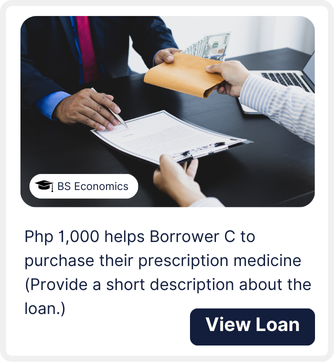 BS Economics
Php 1,000 helps Borrower C to
purchase their prescription medicine
(Provide a short description about the
loan.)
View Loan